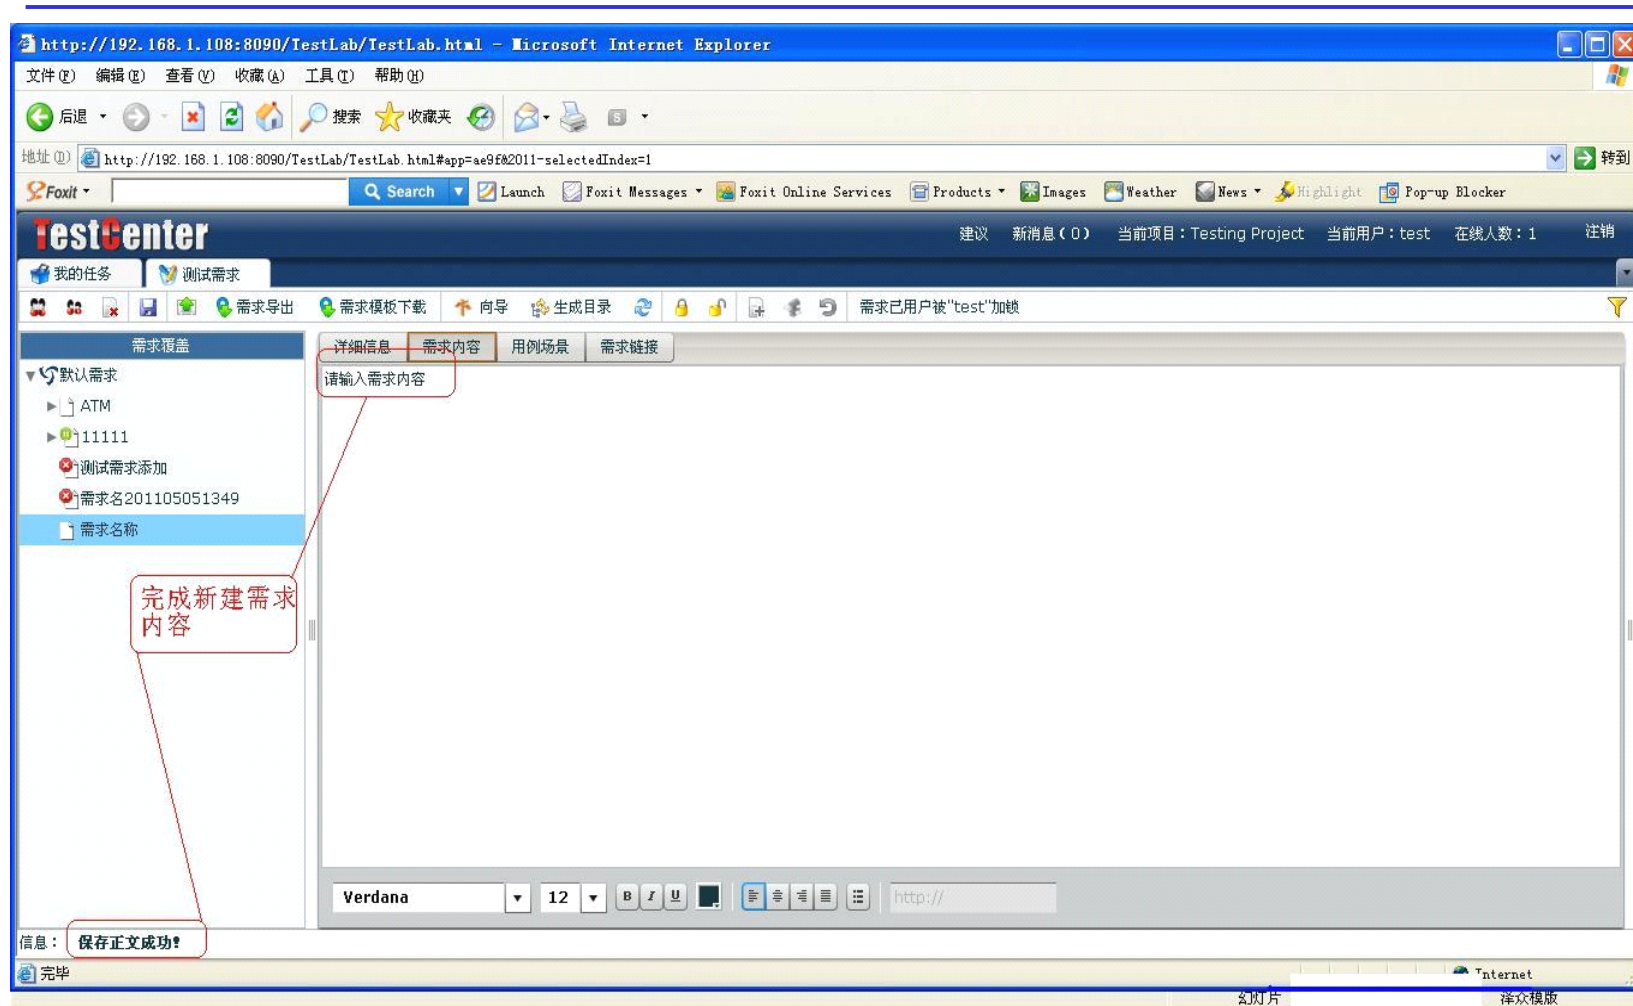 http://192.168.1.108:8090/TestLab/TestLab.html - Microsoft Internet Explorer
文件(F) 编辑(E) 查看(V) 收藏(A) 工具(T) 帮助(H)
后退 搜索 收藏夹
地址(D) http://192.168.1.108:8090/TestLab/TestLab.html#app=ae9f&2011-selectedIndex=1 转到
Foxit Search Launch Foxit Messages Foxit Online Services Products Images Weather News Highlight Pop-up Blocker
TestCenter 建议 新消息(0) 当前项目:Testing Project 当前用户:test 在线人数:1 注销
我的任务 测试需求
需求导出 需求模板下载 向导 生成目录 需求已用户被"test"加锁
需求覆盖 详细信息 需求内容 用例场景 需求链接
默认需求 请输入需求内容
ATM
11111
测试需求添加
需求名201105051349
需求名称
完成新建需求
内容
Verdana 12 B I U http://
信息: 保存正文成功!
完毕 Internet
幻灯片 泽众模版